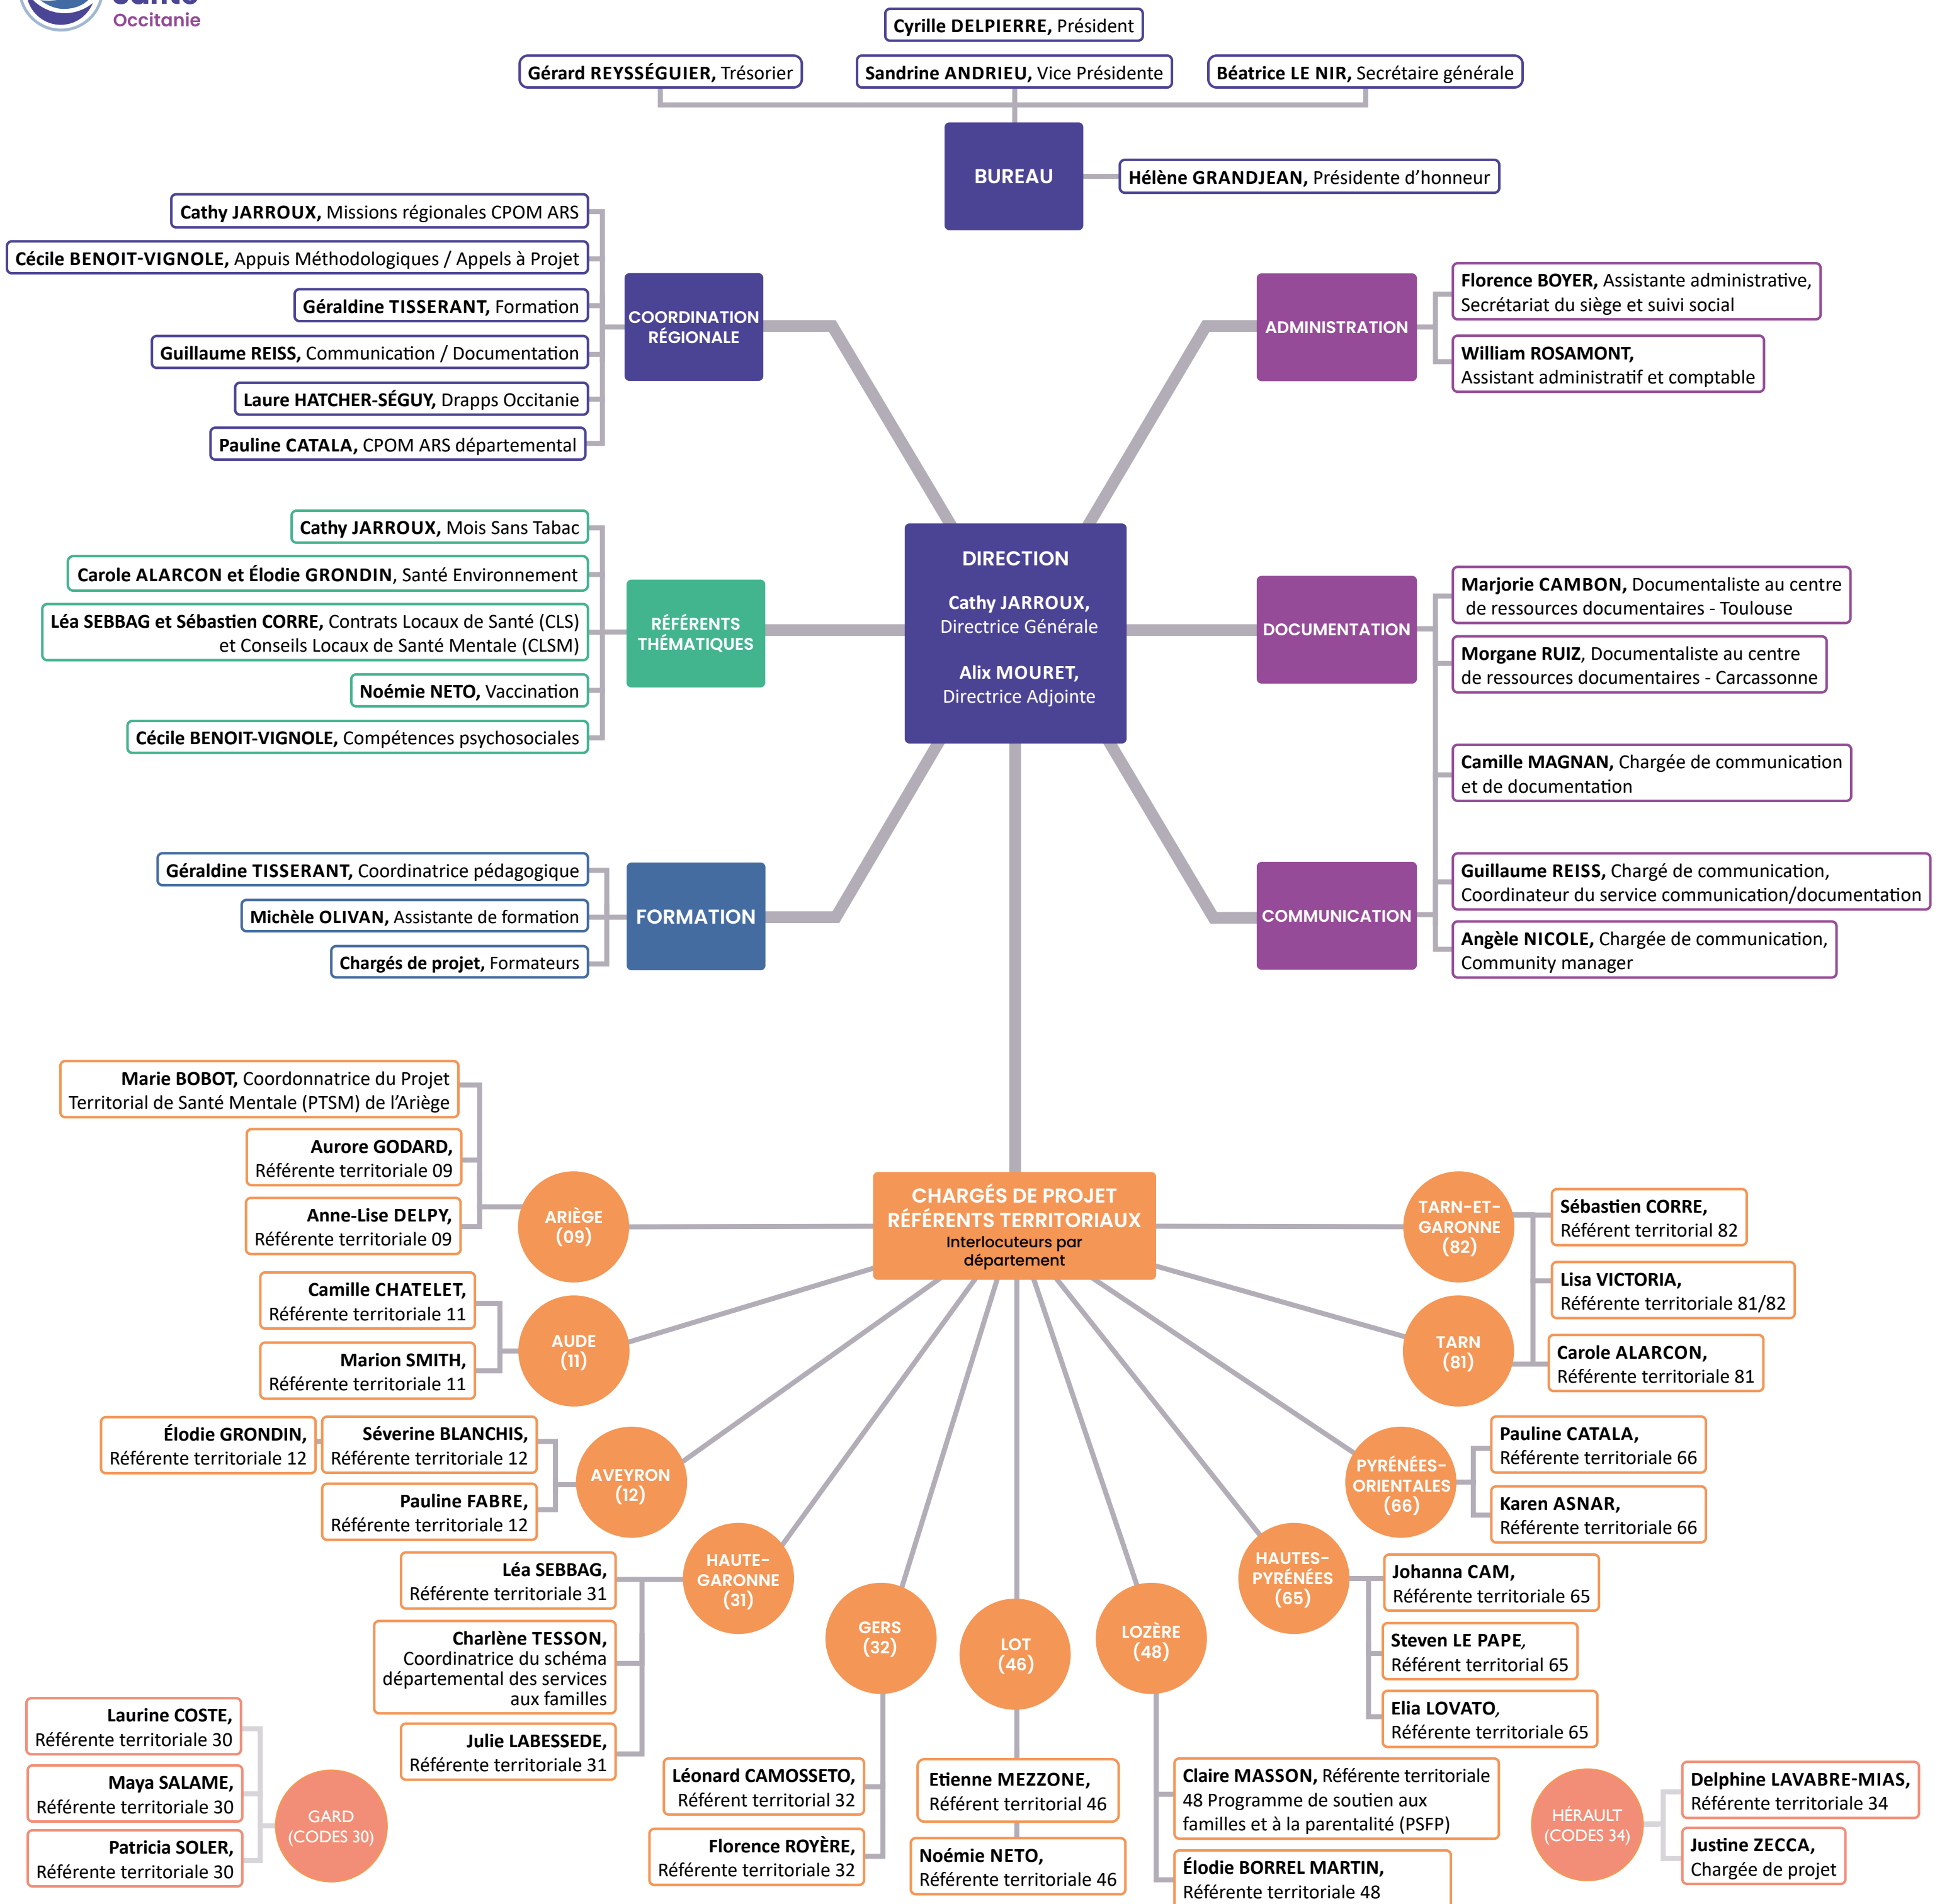 Occitanie
Cyrille DELPIERRE, Président
Gérard REYSSÉGUIER, Trésorier
Sandrine ANDRIEU, Vice Présidente
Béatrice LE NIR, Secrétaire générale
BUREAU
Hélène GRANDJEAN, Présidente d’honneur
Cathy JARROUX, Missions régionales CPOM ARS
Cécile BENOIT-VIGNOLE, Appuis Méthodologiques / Appels à Projet
Géraldine TISSERANT, Formation
Guillaume REISS, Communication / Documentation
Laure HATCHER-SÉGUY, Drapps Occitanie
Pauline CATALA, CPOM ARS départemental
COORDINATION
RÉGIONALE
ADMINISTRATION
Florence BOYER, Assistante administrative,
Secrétariat du siège et suivi social
William ROSAMONT,
Assistant administratif et comptable
Cathy JARROUX, Mois Sans Tabac
Carole ALARCON et Élodie GRONDIN, Santé Environnement
Léa SEBBAG et Sébastien CORRE, Contrats Locaux de Santé (CLS)
et Conseils Locaux de Santé Mentale (CLSM)
Noémie NETO, Vaccination
Cécile BENOIT-VIGNOLE, Compétences psychosociales
RÉFÉRENTS
THÉMATIQUES
DIRECTION
Cathy JARROUX,
Directrice Générale
Alix MOURET,
Directrice Adjointe
DOCUMENTATION
Marjorie CAMBON, Documentaliste au centre
de ressources documentaires - Toulouse
Morgane RUIZ, Documentaliste au centre
de ressources documentaires - Carcassonne
Camille MAGNAN, Chargée de communication
et de documentation
Géraldine TISSERANT, Coordinatrice pédagogique
Michèle OLIVAN, Assistante de formation
Chargés de projet, Formateurs
FORMATION
COMMUNICATION
Guillaume REISS, Chargé de communication,
Coordinateur du service communication/documentation
Angèle NICOLE, Chargée de communication,
Community manager
Marie BOBOT, Coordonnatrice du Projet
Territorial de Santé Mentale (PTSM) de l’Ariège
Aurore GODARD,
Référente territoriale 09
Anne-Lise DELPY,
Référente territoriale 09
ARIÈGE
(09)
CHARGÉS DE PROJET
RÉFÉRENTS TERRITORIAUX
Interlocuteurs par
département
TARN-ET-
GARONNE
(82)
Sébastien CORRE,
Référent territorial 82
Lisa VICTORIA,
Référente territoriale 81/82
Camille CHATELET,
Référente territoriale 11
Marion SMITH,
Référente territoriale 11
AUDE
(11)
TARN
(81)
Carole ALARCON,
Référente territoriale 81
Élodie GRONDIN,
Référente territoriale 12
Séverine BLANCHIS,
Référente territoriale 12
Pauline FABRE,
Référente territoriale 12
AVEYRON
(12)
PYRÉNÉES-
ORIENTALES
(66)
Pauline CATALA,
Référente territoriale 66
Karen ASNAR,
Référente territoriale 66
Léa SEBBAG,
Référente territoriale 31
Charlène TESSON,
Coordinatrice du schéma
départemental des services
aux familles
Julie LABESSEDE,
Référente territoriale 31
HAUTE-
GARONNE
(31)
GERS
(32)
LOT
(46)
LOZÈRE
(48)
HAUTES-
PYRÉNÉES
(65)
Johanna CAM,
Référente territoriale 65
Steven LE PAPE,
Référent territorial 65
Elia LOVATO,
Référente territoriale 65
Laurine COSTE,
Référente territoriale 30
Maya SALAME,
Référente territoriale 30
Patricia SOLER,
Référente territoriale 30
GARD
(CODES 30)
Léonard CAMOSSETO,
Référent territorial 32
Florence ROYÈRE,
Référente territoriale 32
Etienne MEZZONE,
Référent territorial 46
Noémie NETO,
Référente territoriale 46
Claire MASSON, Référente territoriale
48 Programme de soutien aux
familles et à la parentalité (PSFP)
Élodie BORREL MARTIN,
Référente territoriale 48
HÉRAULT
(CODES 34)
Delphine LAVABRE-MIAS,
Référente territoriale 34
Justine ZECCA,
Chargée de projet